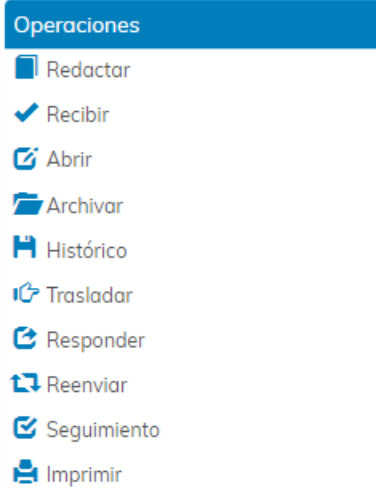 Operaciones
Redactar
Recibir
Abrir
Archivar
Histórico
Trasladar
Responder
Reenviar
Seguimiento
Imprimir